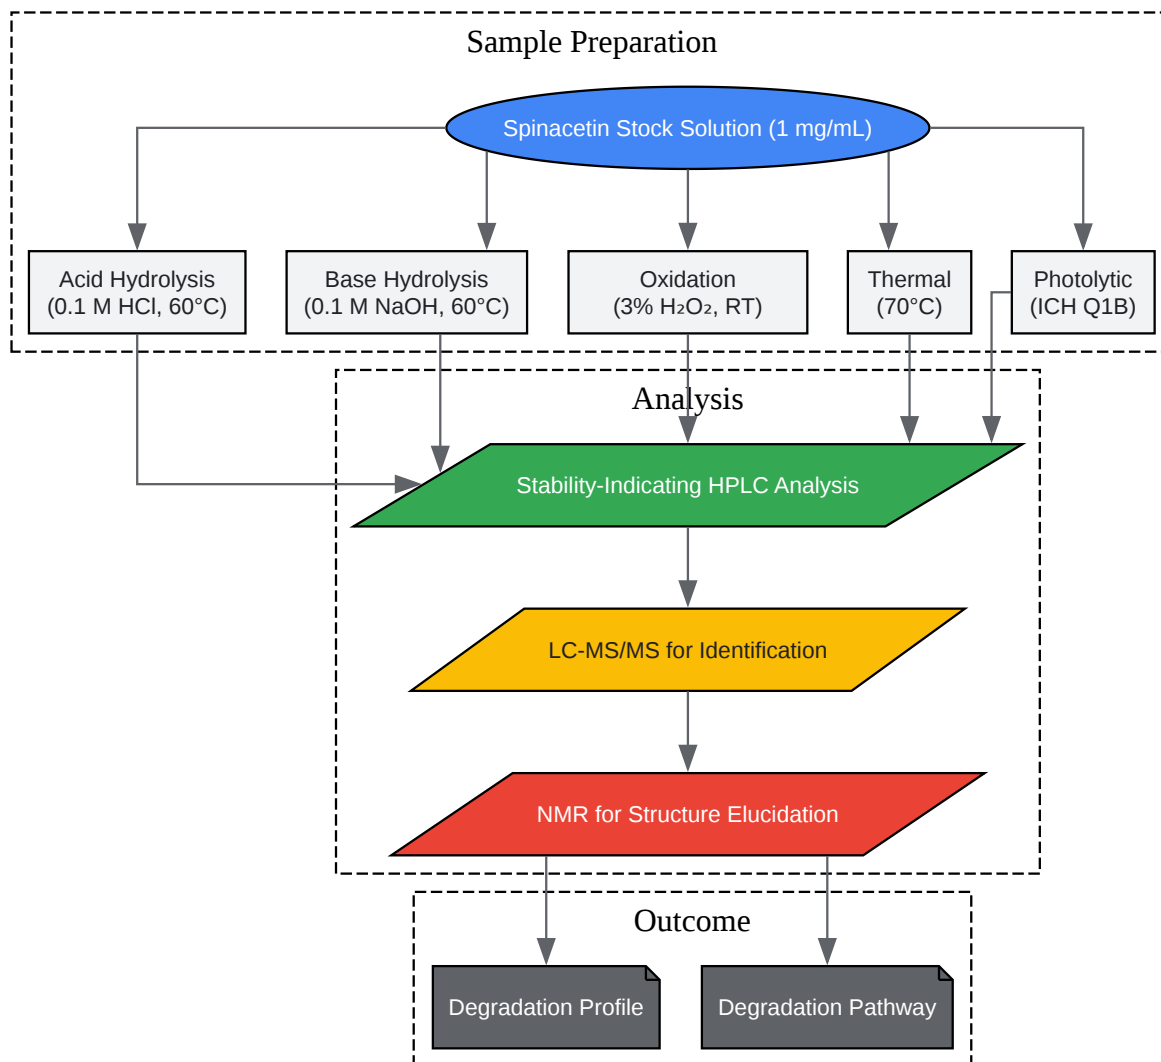 Sample Preparation
Spinacetin Stock Solution (1 mg/mL)
Acid Hydrolysis
(0.1 M HCl, 60°C)
Base Hydrolysis
(0.1 M NaOH, 60°C)
Oxidation
(3% H₂O₂, RT)
Thermal
(70°C)
Photolytic
(ICH Q1B)
Analysis
Stability-Indicating HPLC Analysis
LC-MS/MS for Identification
NMR for Structure Elucidation
Outcome
Degradation Profile
Degradation Pathway